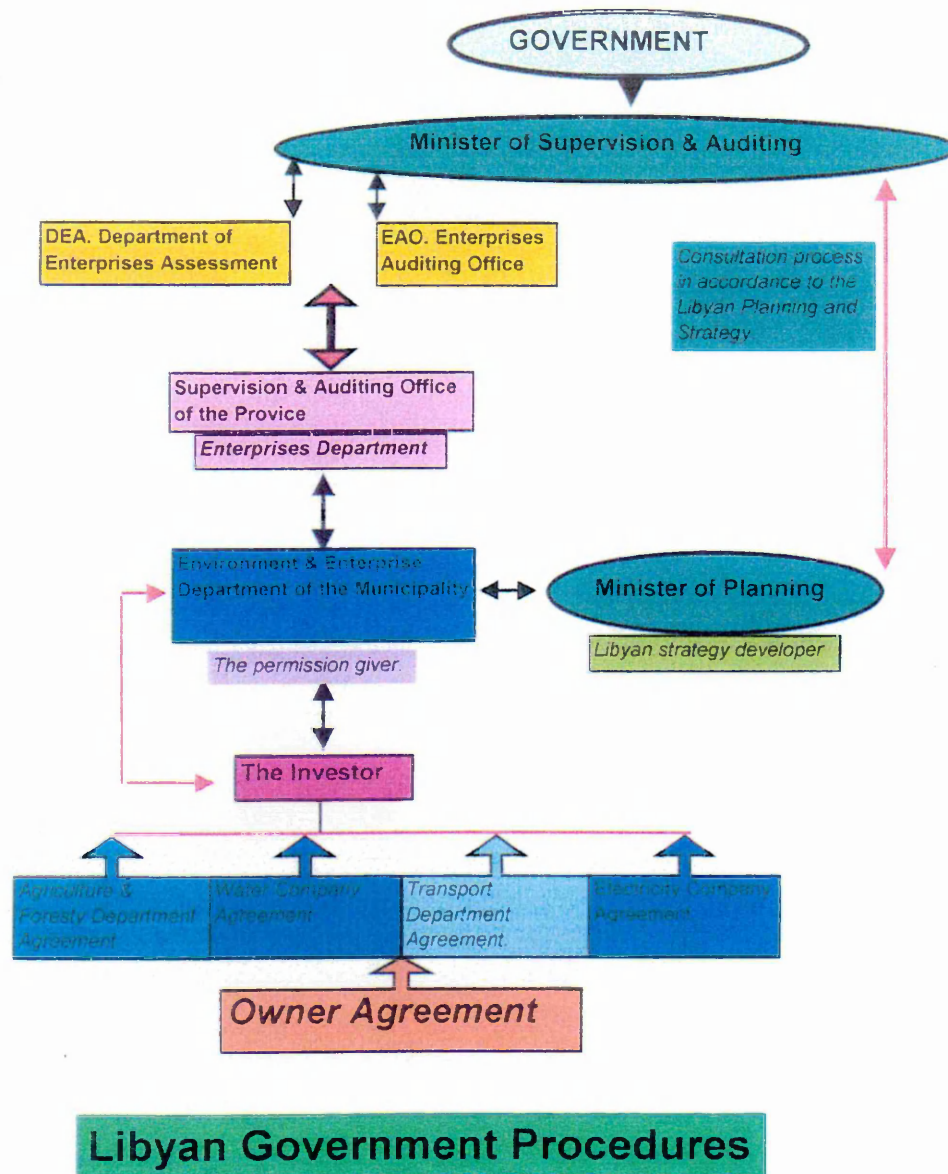 GOVERNMENT
Minister of Supervision & Auditing
DEA. Department of
Enterprises Assessment
EAO. Enterprises
Auditing Office
Consultation process
in accordance to the
Libyan Planning and
Strategy
Supervision & Auditing Office
of the Provice
Enterprises Department
Environment & Enterprise
Department of the Municipality
Minister of Planning
Libyan strategy developer
The permission giver.
The Investor
Agriculture &
Foresty Department
Agreement
Water Company
Agreement
Transport
Department
Agreement.
Electricity Company
Agreement
Owner Agreement
Libyan Government Procedures